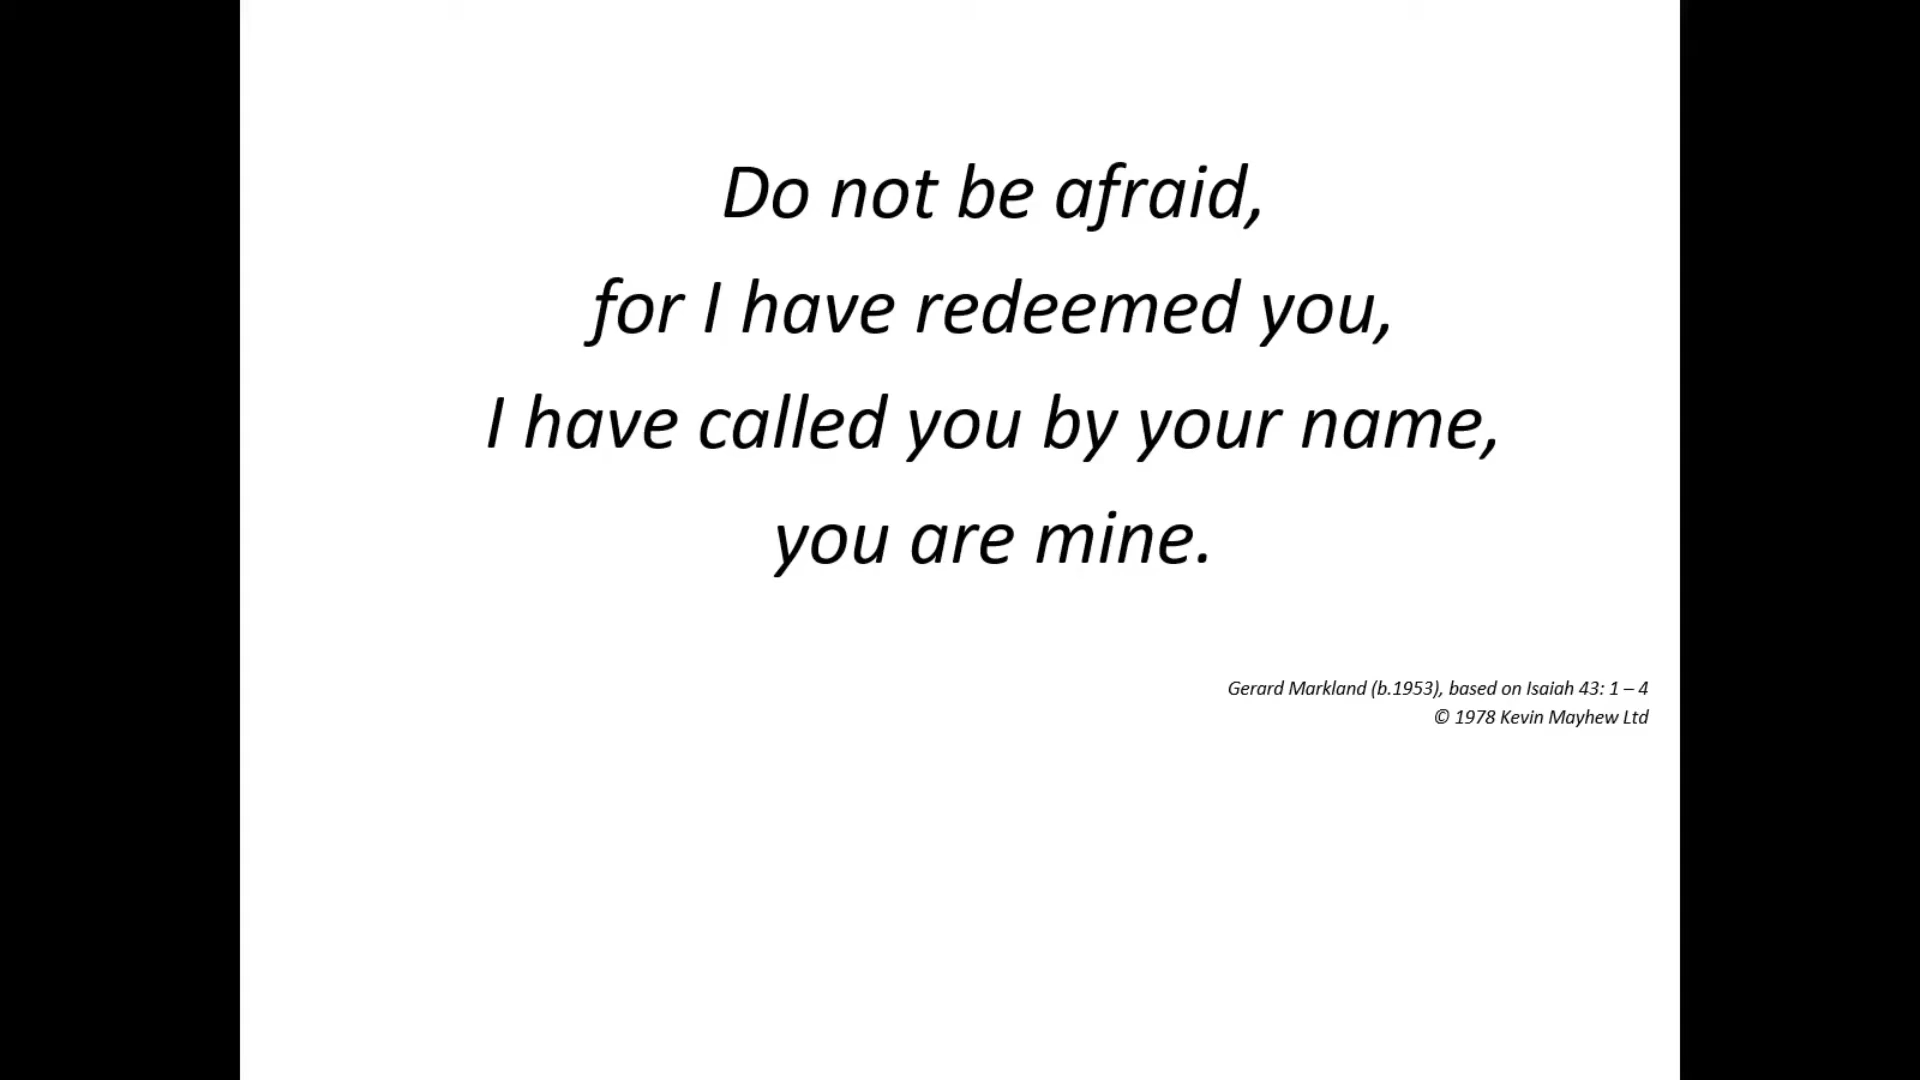 Do not be afraid,
for I have redeemed you,
I have called you by your name,
you are mine.
Gerard Markland (b.1953), based on Isaiah 43: 1 – 4
© 1978 Kevin Mayhew Ltd